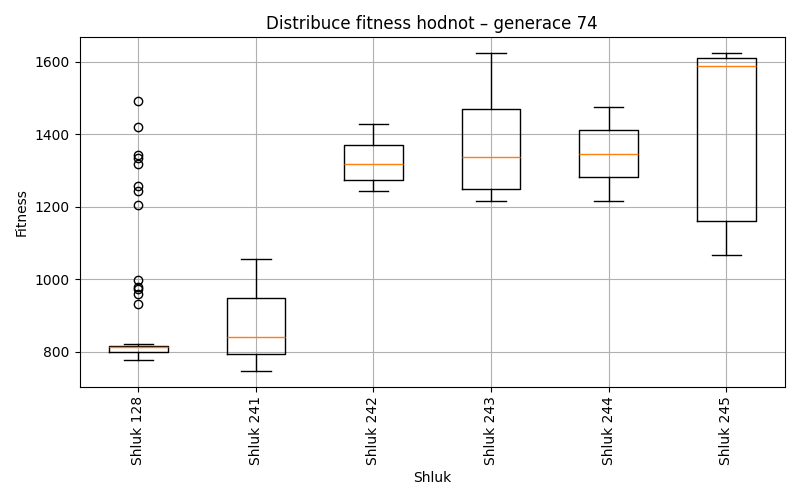 Distribuce fitness hodnot – generace 74
Fitness
1600
1400
1200
1000
800
Shluk 128
Shluk 241
Shluk 242
Shluk 243
Shluk 244
Shluk 245
Shluk